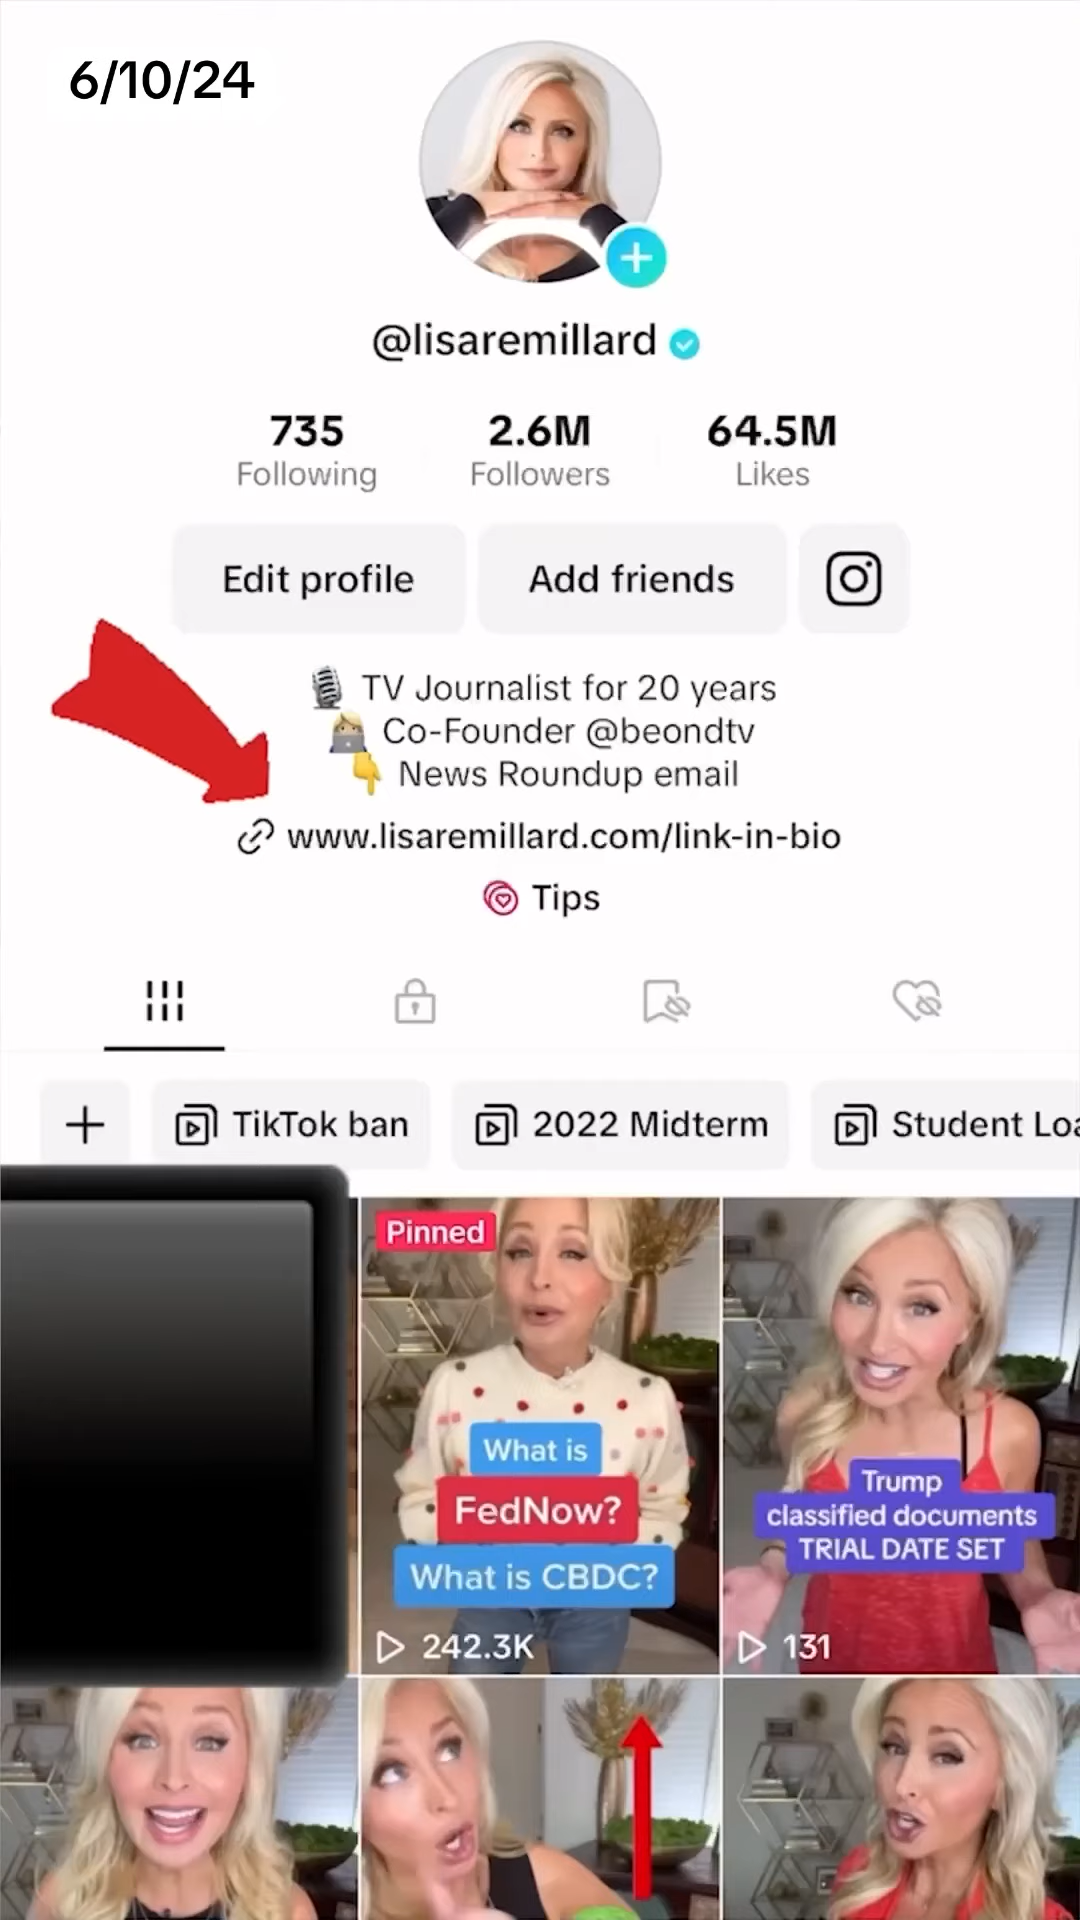 6/10/24
@lisaremillard
735
Following
2.6M
Followers
64.5M
Likes
Edit profile
Add friends
TV Journalist for 20 years
Co-Founder @beondtv
News Roundup email
www.lisaremillard.com/link-in-bio
Tips
TikTok ban
2022 Midterm
Student Loa
Pinned
What is
FedNow?
What is CBDC?
242.3K
Trump
classified documents
TRIAL DATE SET
131